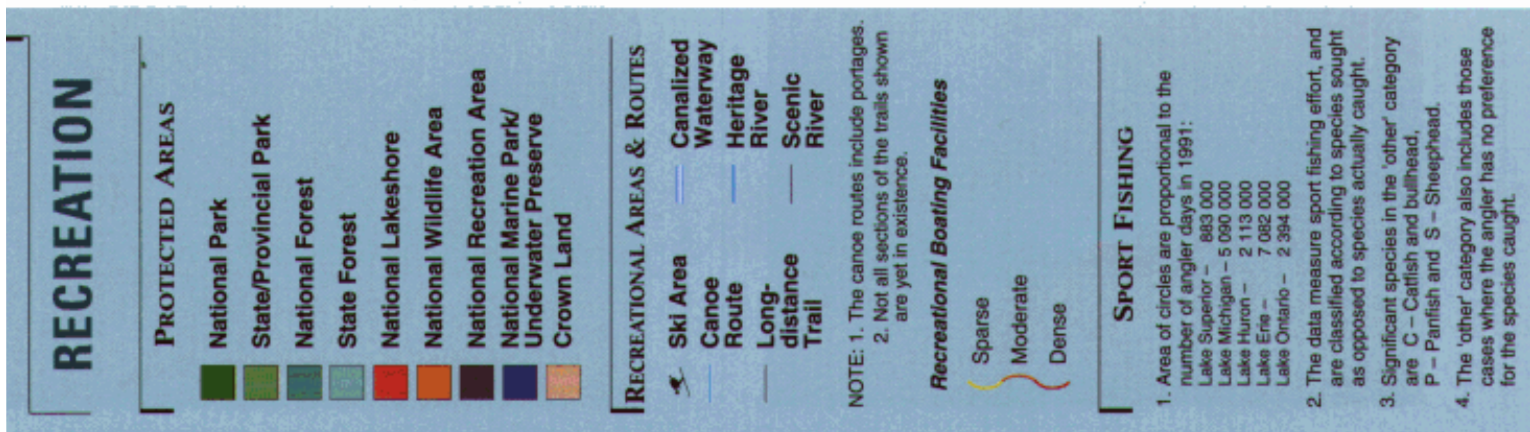 RECREATION
PROTECTED AREAS
National Park
State/Provincial Park
National Forest
State Forest
National Lakeshore
National Wildlife Area
National Recreation Area
National Marine Park/
Underwater Preserve
Crown Land
RECREATIONAL AREAS & ROUTES
Ski Area
Canoe
Route
Long-
distance
Trail
Canalized
Waterway
Heritage
River
Scenic
River
NOTE: 1. The canoe routes include portages.
2. Not all sections of the trails shown
are yet in existence.
Recreational Boating Facilities
Sparse
Moderate
Dense
SPORT FISHING
1. Area of circles are proportional to the
number of angler days in 1991:
Lake Superior – 883 000
Lake Michigan – 5 090 000
Lake Huron – 2 113 000
Lake Erie – 7 082 000
Lake Ontario – 2 394 000
2. The data measure sport fishing effort, and
are classified according to species sought
as opposed to species actually caught.
3. Significant species in the 'other' category
are C – Catfish and bullhead,
P – Panfish and S – Sheephead.
4. The 'other' category also includes those
cases where the angler has no preference
for the species caught.